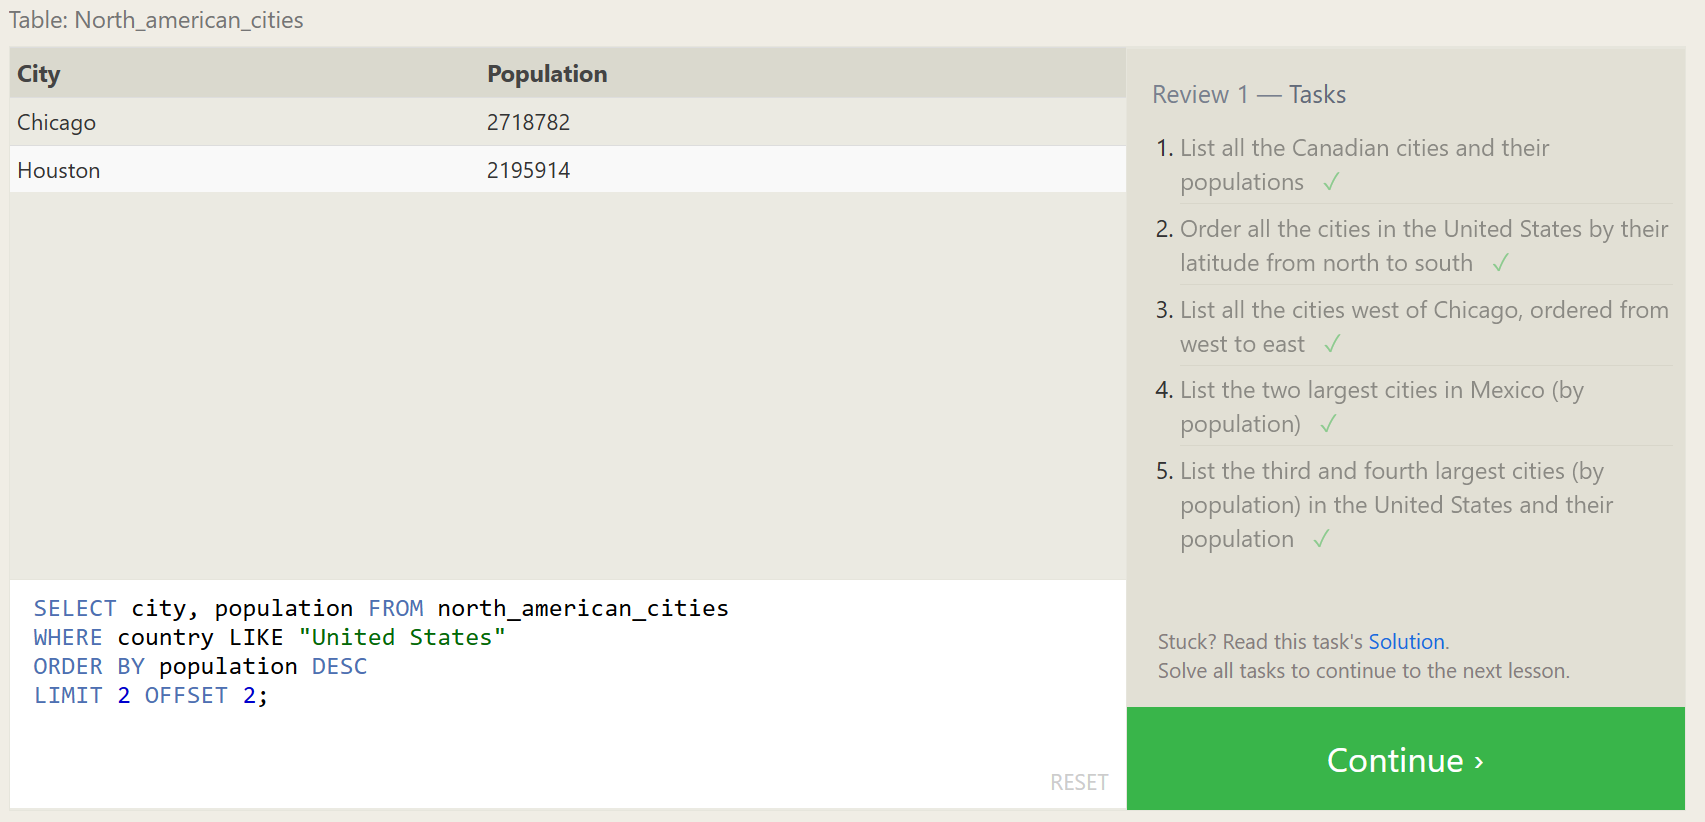 Table: North_american_cities
City Population
Chicago 2718782
Houston 2195914
SELECT city, population FROM north_american_cities
WHERE country LIKE "United States"
ORDER BY population DESC
LIMIT 2 OFFSET 2;
RESET
Review 1 — Tasks
1. List all the Canadian cities and their
populations ✓
2. Order all the cities in the United States by their
latitude from north to south ✓
3. List all the cities west of Chicago, ordered from
west to east ✓
4. List the two largest cities in Mexico (by
population) ✓
5. List the third and fourth largest cities (by
population) in the United States and their
population ✓
Stuck? Read this task's Solution.
Solve all tasks to continue to the next lesson.
Continue ›